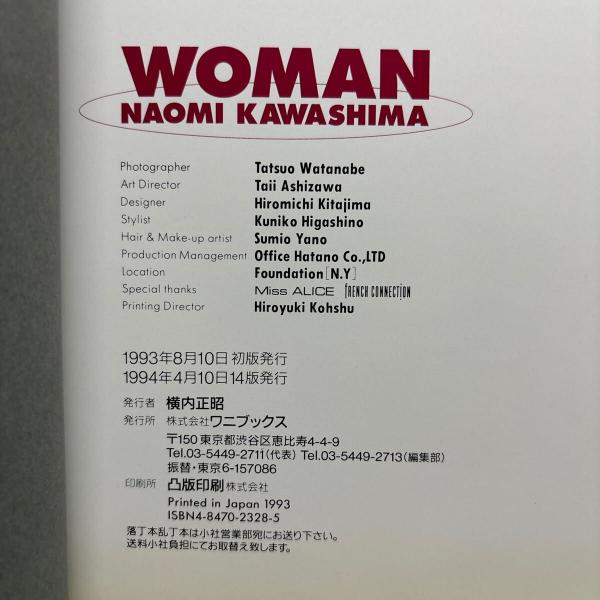 WOMAN
NAOMI KAWASHIMA
Photographer Tatsuo Watanabe
Art Director Taii Ashizawa
Designer Hiromichi Kitajima
Stylist Kuniko Higashino
Hair & Make-up artist Sumio Yano
Production Management Office Hatano Co.,LTD
Location Foundation[N.Y]
Special thanks Miss ALICE FRENCH CONNECTION
Printing Director Hiroyuki Kohshu
1993年8月10日初版発行
1994年4月10日14版発行
発行者 横内正昭
発行所 株式会社ワニブックス
〒150 東京都渋谷区恵比寿4-4-9
Tel.03-5449-2711(代表) Tel.03-5449-2713(編集部)
振替・東京6-157086
印刷所 凸版印刷株式会社
Printed in Japan 1993
ISBN4-8470-2328-5
落丁本乱丁本は小社営業部宛にお送り下さい。
送料小社負担にてお取替え致します。